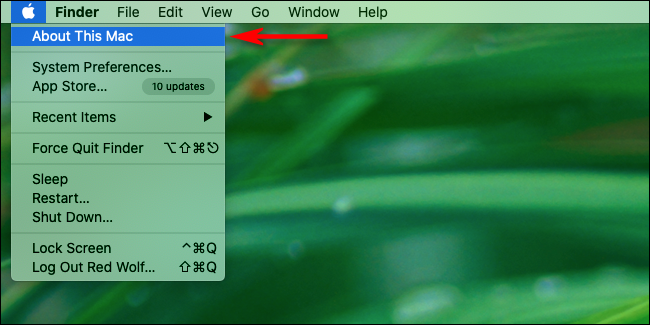 Finder File Edit View Go Window Help
About This Mac
System Preferences...
App Store... 10 updates
Recent Items ▶
Force Quit Finder ⌥⇧⌘⎋
Sleep
Restart...
Shut Down...
Lock Screen ^⌘Q
Log Out Red Wolf... ⇧⌘Q